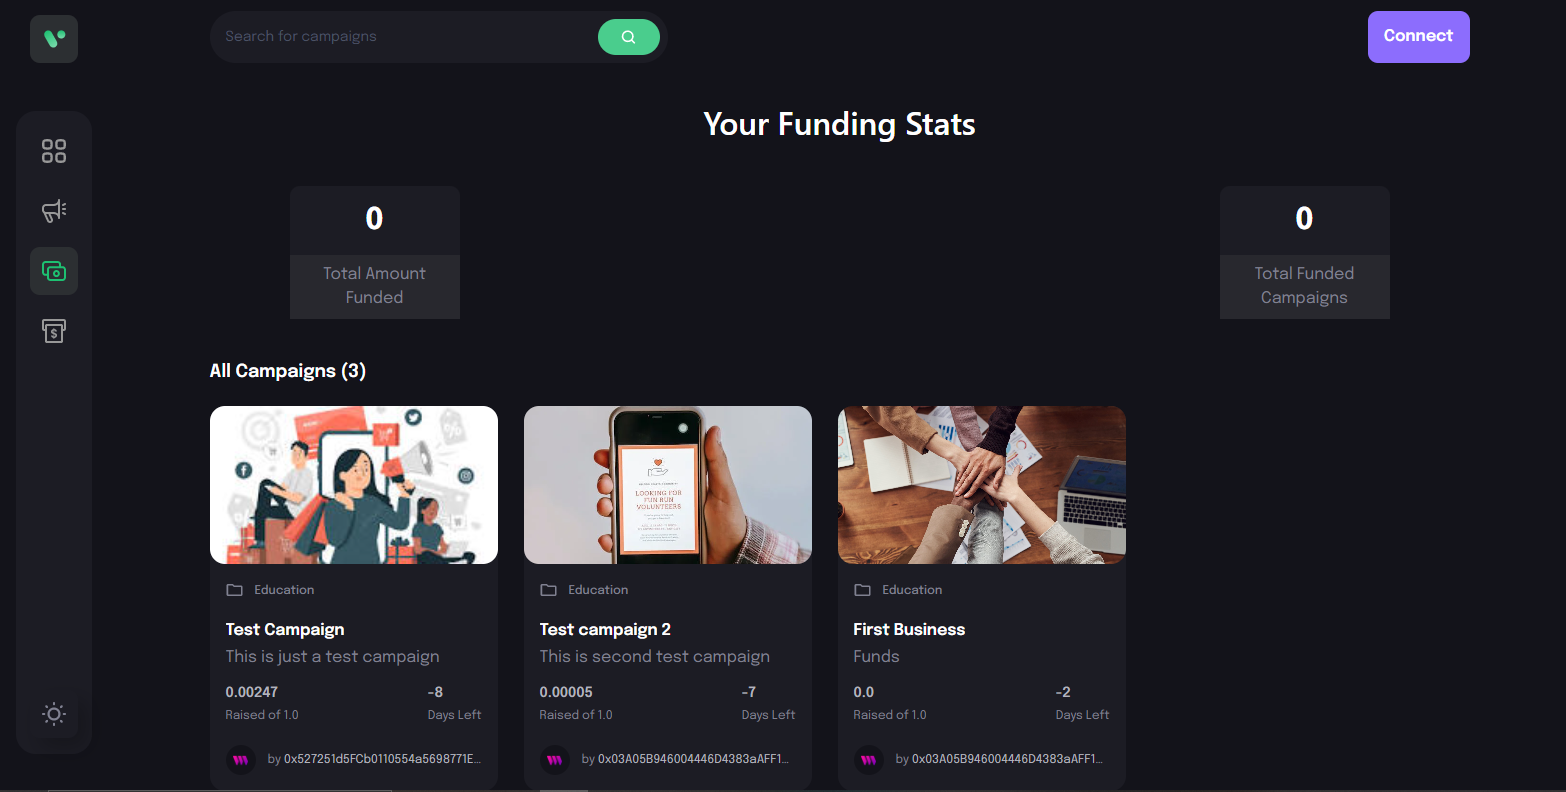 Search for campaigns
Connect
Your Funding Stats
0
Total Amount
Funded
0
Total Funded
Campaigns
All Campaigns (3)
LOOKING FOR
FUN RUN
VOLUNTEERS
Education
Test Campaign
This is just a test campaign
0.00247
-8
Raised of 1.0
Days Left
by 0x527251d5FCb0110554a5698771E...
Education
Test campaign 2
This is second test campaign
0.00005
-7
Raised of 1.0
Days Left
by 0x03A05B946004446D4383aAFF1...
Education
First Business
Funds
0.0
-2
Raised of 1.0
Days Left
by 0x03A05B946004446D4383aAFF1...